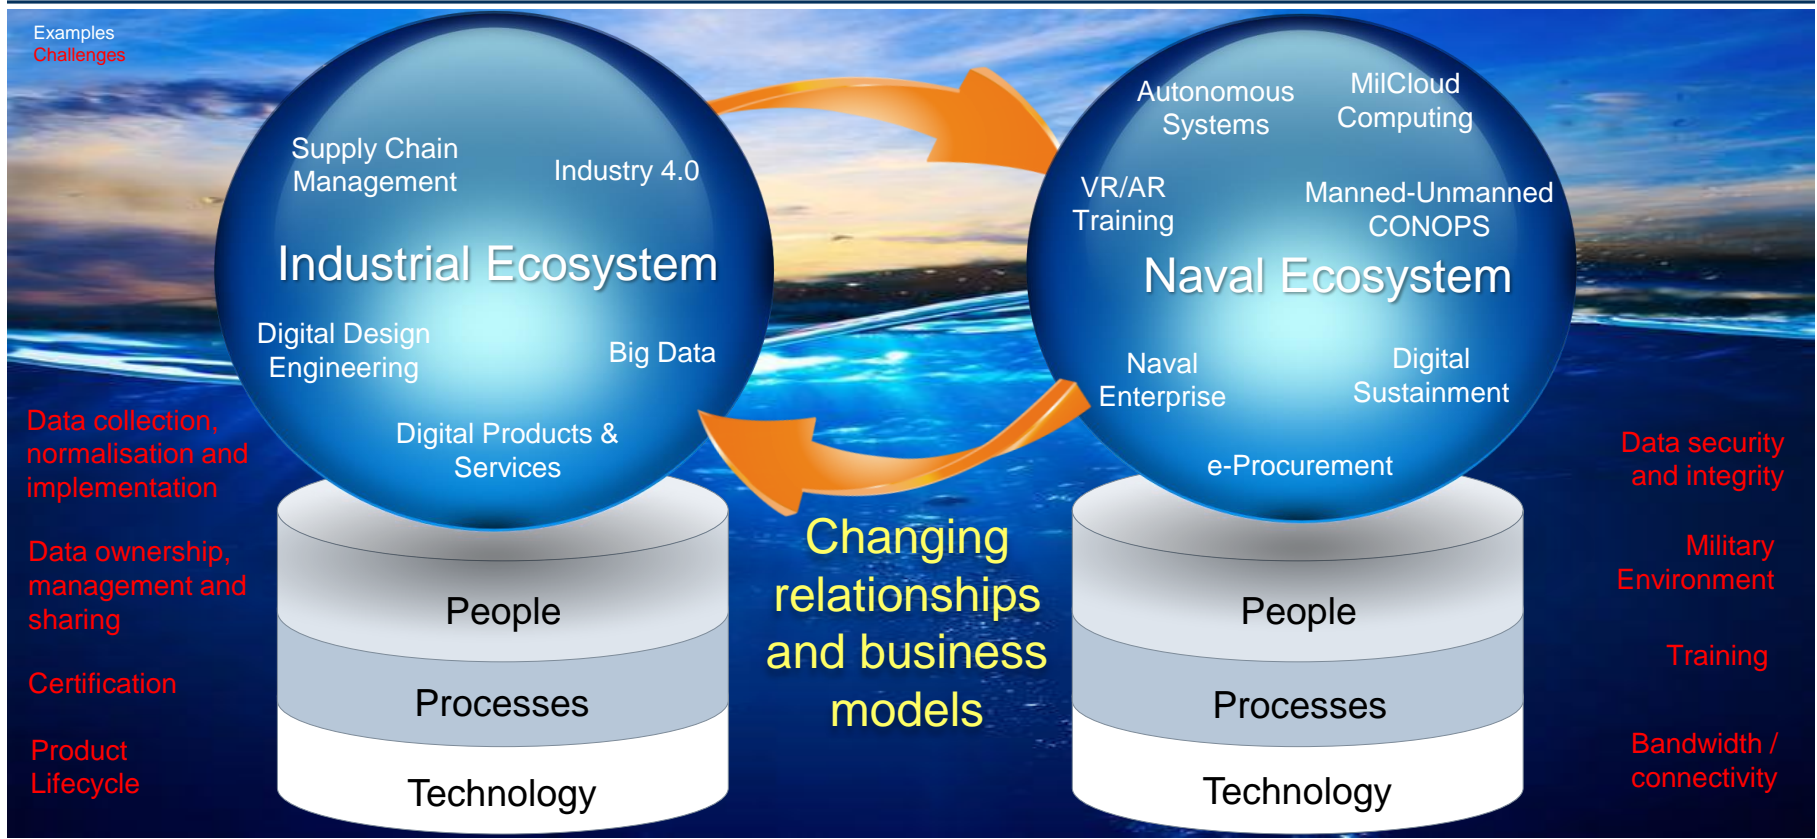 Examples
Challenges
Supply Chain
Management
Industry 4.0
Industrial Ecosystem
Digital Design
Engineering
Big Data
Digital Products &
Services
Autonomous
Systems
MilCloud
Computing
VR/AR
Training
Manned-Unmanned
CONOPS
Naval Ecosystem
Naval
Enterprise
Digital
Sustainment
e-Procurement
Data collection,
normalisation and
implementation
Data ownership,
management and
sharing
Certification
Product
Lifecycle
People
Processes
Technology
Changing
relationships
and business
models
People
Processes
Technology
Data security
and integrity
Military
Environment
Training
Bandwidth /
connectivity